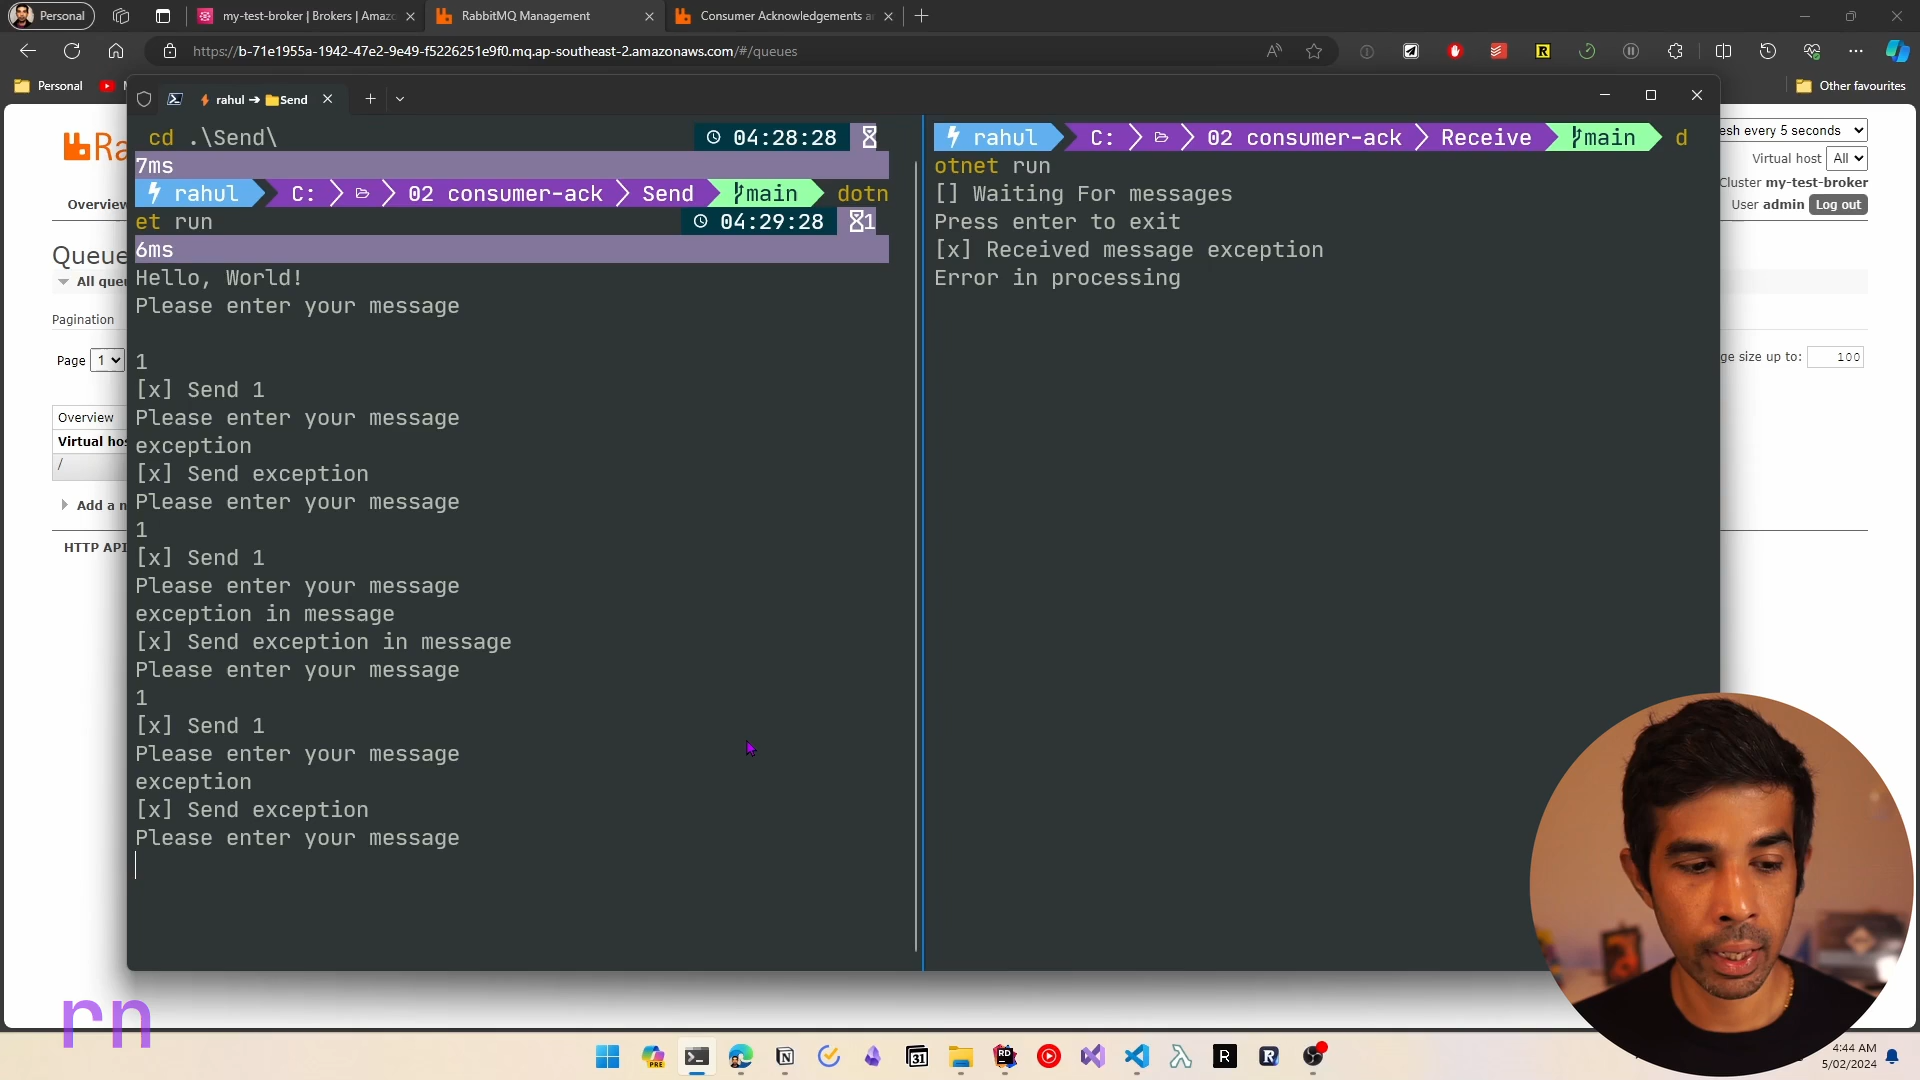 Personal
my-test-broker | Brokers | Amazo
RabbitMQ Management
Consumer Acknowledgements a
https://b-71e1955a-1942-47e2-9e49-f5226251e9f0.mq.ap-southeast-2.amazonaws.com/#/queues
Personal
Other favourites
rahul → Send
Ra
Overview
Queue
All que
Pagination
Page 1
Overview
Virtual hos
/
Add a n
HTTP API
cd .\Send\ 04:28:28
7ms
rahul C: 02 consumer-ack Send main dotn
et run 04:29:28 1
6ms
Hello, World!
Please enter your message
1
[x] Send 1
Please enter your message
exception
[x] Send exception
Please enter your message
1
[x] Send 1
Please enter your message
exception in message
[x] Send exception in message
Please enter your message
1
[x] Send 1
Please enter your message
exception
[x] Send exception
Please enter your message
rahul C: 02 consumer-ack Receive main d
otnet run
[] Waiting For messages
Press enter to exit
[x] Received message exception
Error in processing
esh every 5 seconds
Virtual host All
Cluster my-test-broker
User admin Log out
ge size up to: 100
rn
4:44 AM
5/02/2024